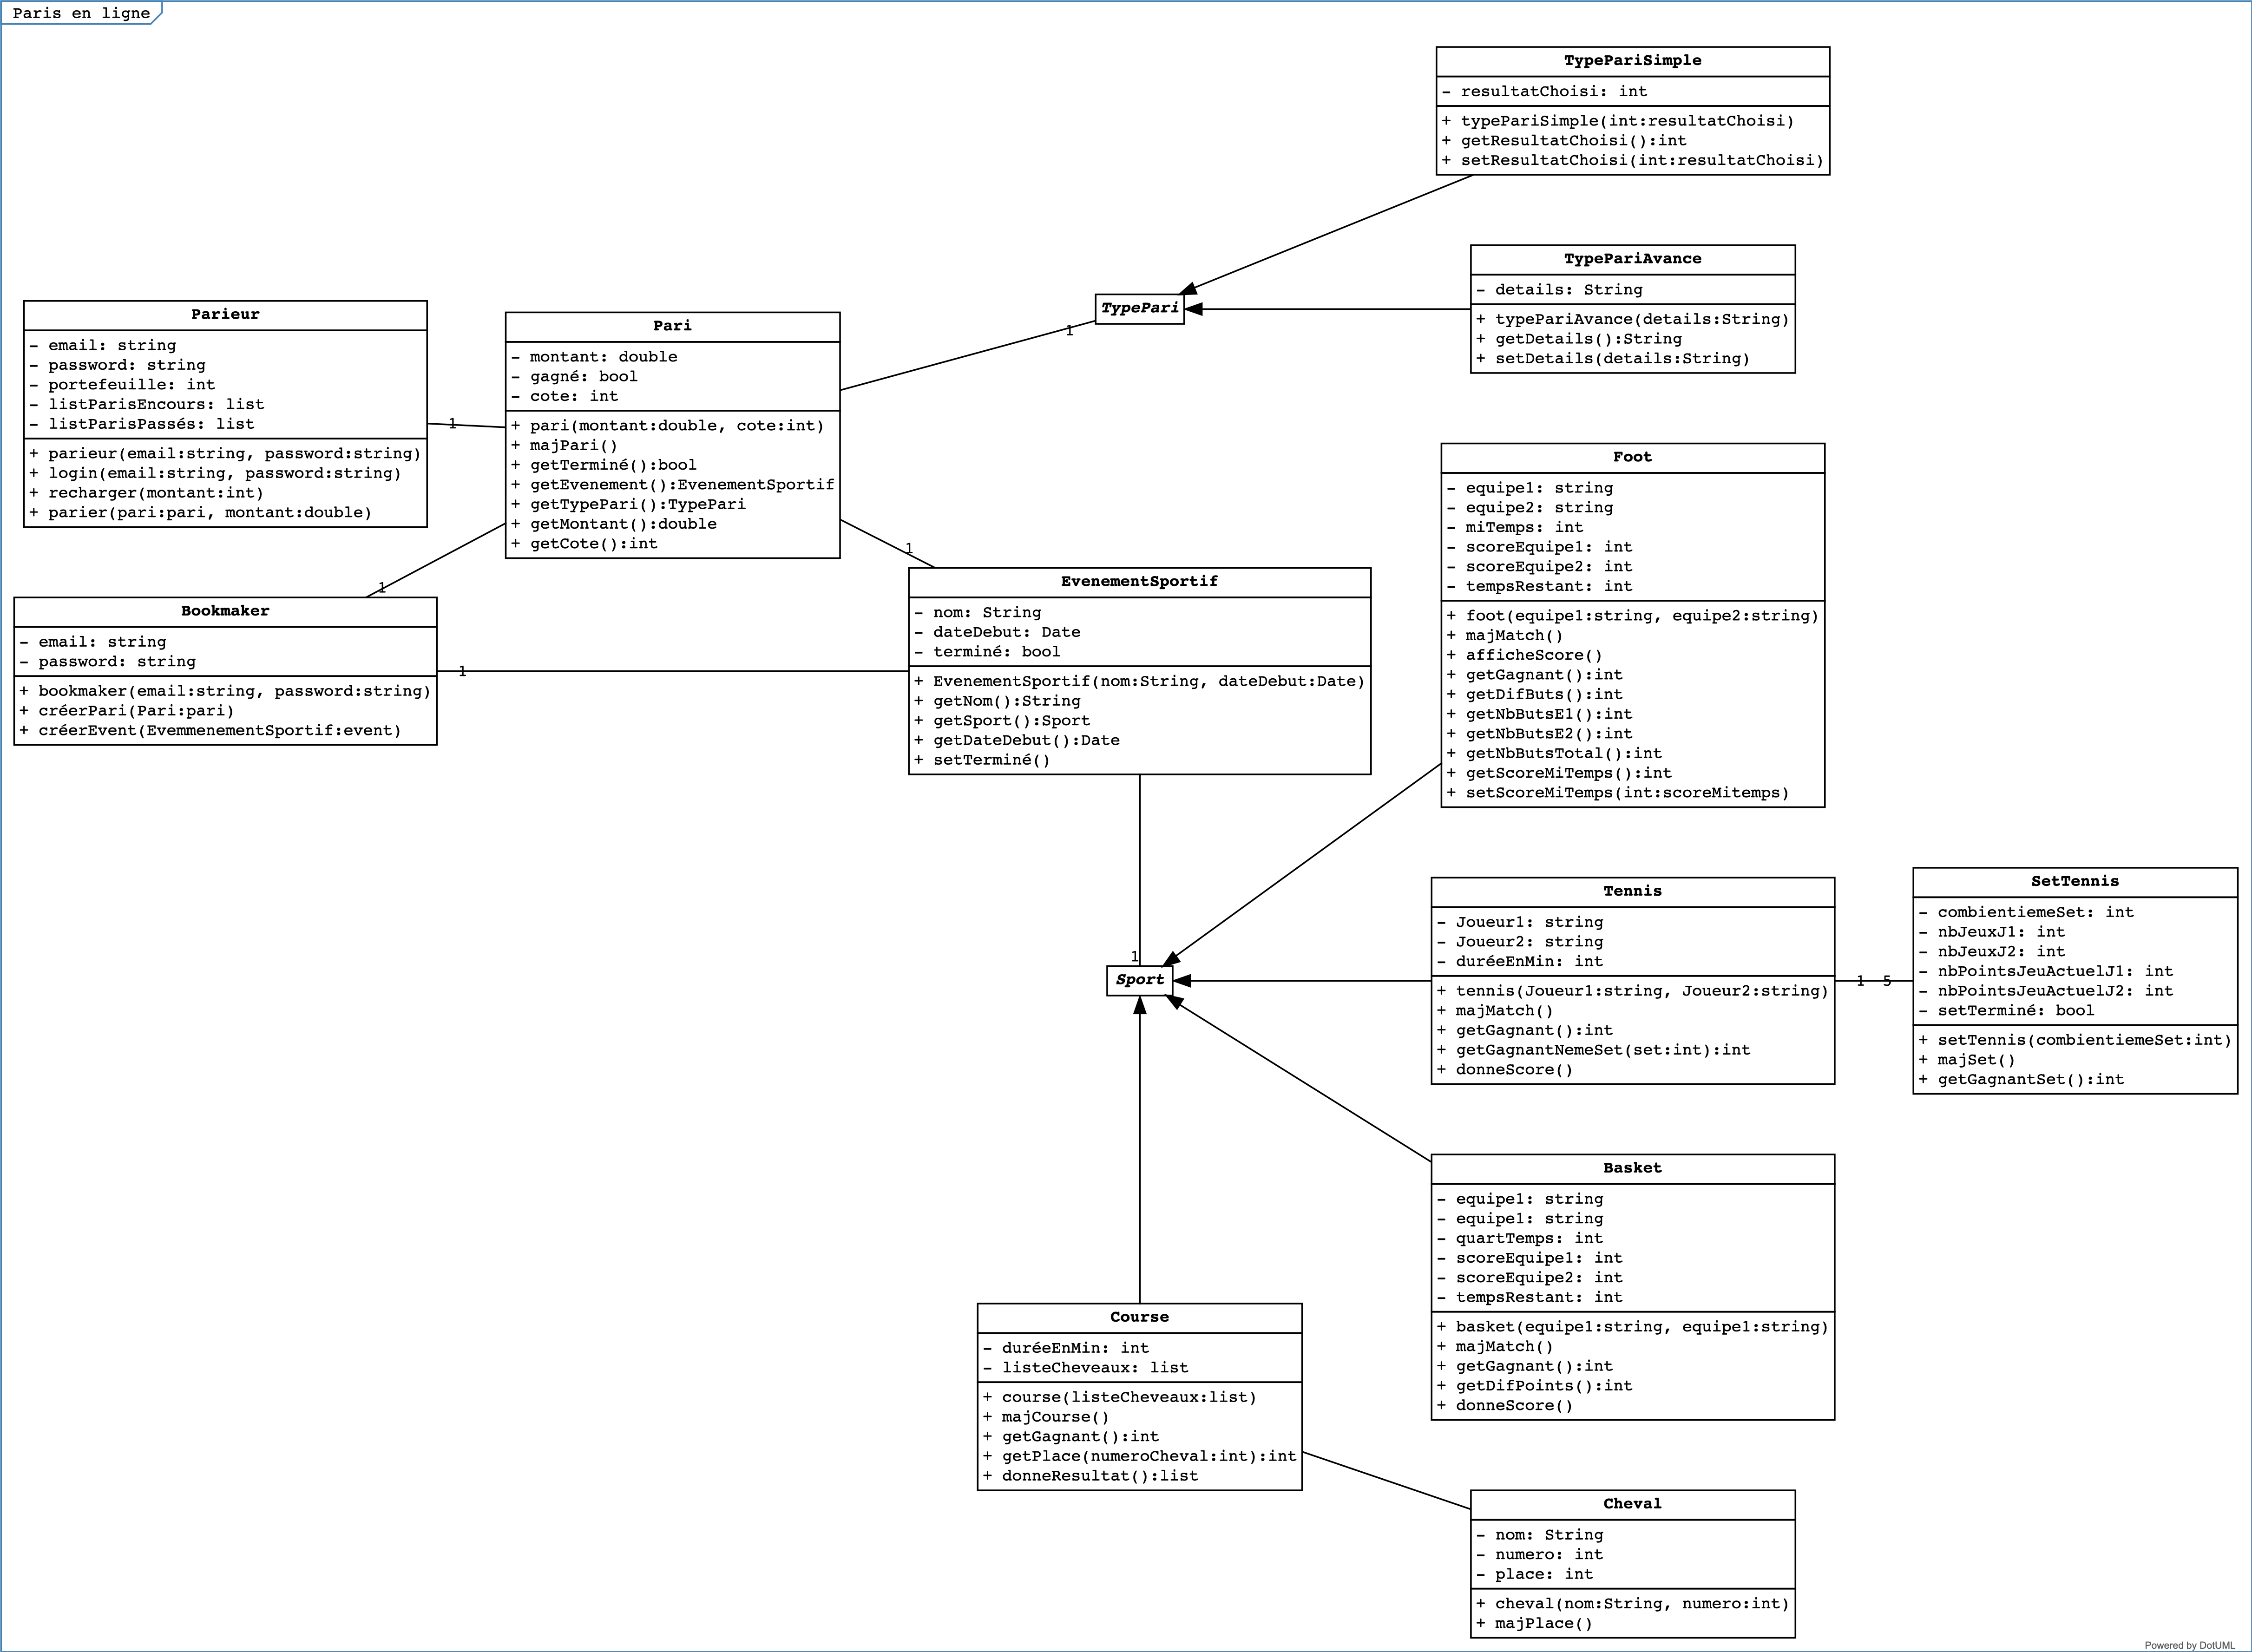 Paris en ligne
TypePariSimple
- resultatChoisi: int
+ typePariSimple(int:resultatChoisi)
+ getResultatChoisi():int
+ setResultatChoisi(int:resultatChoisi)
TypePariAvance
- details: String
+ typePariAvance(details:String)
+ getDetails():String
+ setDetails(details:String)
TypePari
1
Parieur
- email: string
- password: string
- portefeuille: int
- listParisEncours: list
- listParisPassés: list
+ parieur(email:string, password:string)
+ login(email:string, password:string)
+ recharger(montant:int)
+ parier(pari:pari, montant:double)
1
Pari
- montant: double
- gagné: bool
- cote: int
+ pari(montant:double, cote:int)
+ majPari()
+ getTerminé():bool
+ getEvenement():EvenementSportif
+ getTypePari():TypePari
+ getMontant():double
+ getCote():int
1
1
Bookmaker
- email: string
- password: string
+ bookmaker(email:string, password:string)
+ créerPari(Pari:pari)
+ créerEvent(EvemmenementSportif:event)
1
EvenementSportif
- nom: String
- dateDebut: Date
- terminé: bool
+ EvenementSportif(nom:String, dateDebut:Date)
+ getNom():String
+ getSport():Sport
+ getDateDebut():Date
+ setTerminé()
Foot
- equipe1: string
- equipe2: string
- miTemps: int
- scoreEquipe1: int
- scoreEquipe2: int
- tempsRestant: int
+ foot(equipe1:string, equipe2:string)
+ majMatch()
+ afficheScore()
+ getGagnant():int
+ getDifButs():int
+ getNbButsE1():int
+ getNbButsE2():int
+ getNbButsTotal():int
+ getScoreMiTemps():int
+ setScoreMiTemps(int:scoreMitemps)
1
Sport
Tennis
- Joueur1: string
- Joueur2: string
- duréeEnMin: int
+ tennis(Joueur1:string, Joueur2:string)
+ majMatch()
+ getGagnant():int
+ getGagnantNemeSet(set:int):int
+ donneScore()
1 5
SetTennis
- combientiemeSet: int
- nbJeuxJ1: int
- nbJeuxJ2: int
- nbPointsJeuActuelJ1: int
- nbPointsJeuActuelJ2: int
- setTerminé: bool
+ setTennis(combientiemeSet:int)
+ majSet()
+ getGagnantSet():int
Basket
- equipe1: string
- equipe1: string
- quartTemps: int
- scoreEquipe1: int
- scoreEquipe2: int
- tempsRestant: int
+ basket(equipe1:string, equipe1:string)
+ majMatch()
+ getGagnant():int
+ getDifPoints():int
+ donneScore()
Course
- duréeEnMin: int
- listeCheveaux: list
+ course(listeCheveaux:list)
+ majCourse()
+ getGagnant():int
+ getPlace(numeroCheval:int):int
+ donneResultat():list
Cheval
- nom: String
- numero: int
- place: int
+ cheval(nom:String, numero:int)
+ majPlace()
Powered by DotUML